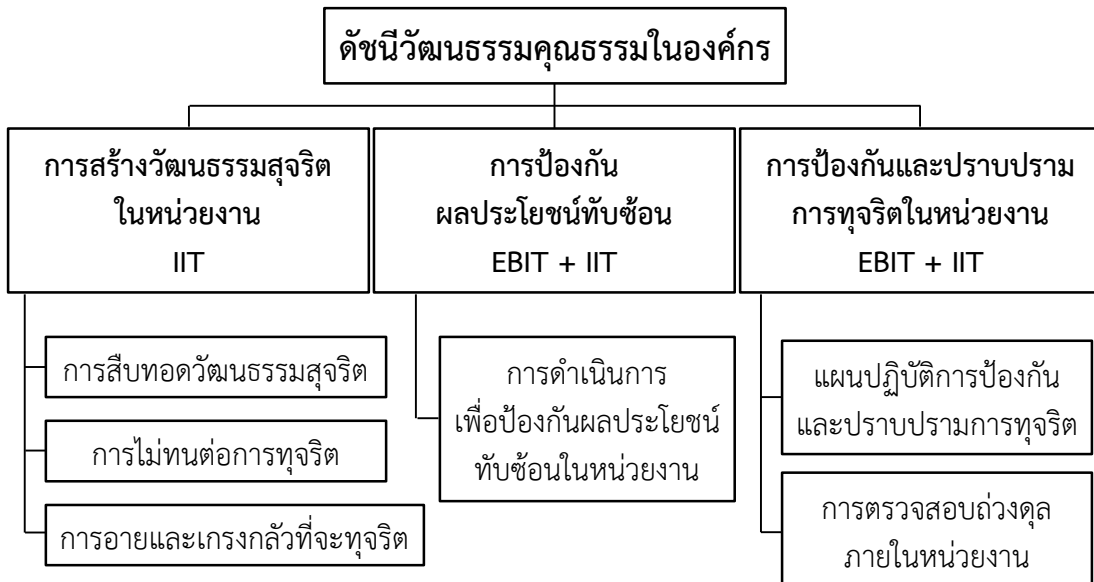 ดัชนีวัฒนธรรมคุณธรรมในองค์กร
การสร้างวัฒนธรรมสุจริต
ในหน่วยงาน
IIT
การสืบทอดวัฒนธรรมสุจริต
การไม่ทนต่อการทุจริต
การอายและเกรงกลัวที่จะทุจริต
การป้องกัน
ผลประโยชน์ทับซ้อน
EBIT + IIT
การดำเนินการ
เพื่อป้องกันผลประโยชน์
ทับซ้อนในหน่วยงาน
การป้องกันและปราบปราม
การทุจริตในหน่วยงาน
EBIT + IIT
แผนปฏิบัติการป้องกัน
และปราบปรามการทุจริต
การตรวจสอบถ่วงดุล
ภายในหน่วยงาน